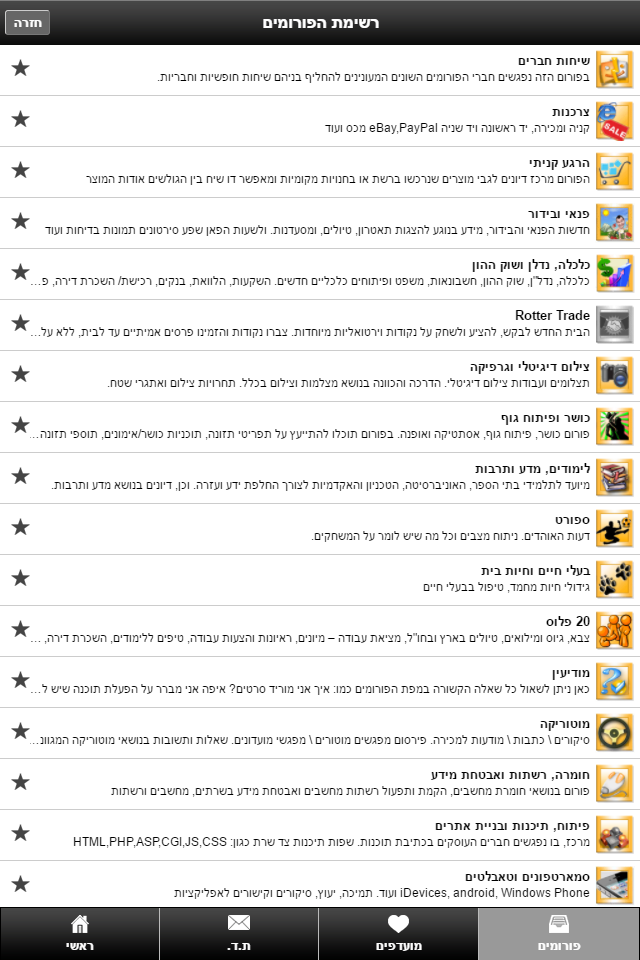 רשימת הפורומים
חזרה
שיחות חברים
בפורום הזה נפגשים חברי הפורומים השונים המעונינים להחליף בניהם שיחות חופשיות וחבריות.
צרכנות
קניה ומכירה, יד ראשונה ויד שניה eBay,PayPal מכס ועוד
הרגע קניתי
הפורום מרכז דיונים לגבי מוצרים שנרכשו ברשת או בחנויות מקומיות ומאפשר דו שיח בין הגולשים אודות המוצר
פנאי ובידור
חדשות הפנאי והבידור, מידע בנוגע להצגות תאטרון, טיולים, ומסעדנות. ולשעות הפאן שפע סירטונים תמונות בדיחות ועוד
כלכלה, נדלן ושוק ההון
כלכלה, נדל"ן, שוק ההון, חשבונאות, משפט ופיתוחים כלכליים חדשים. השקעות, הלוואות, בנקים, רכישת/ השכרת דירה, פ...
Rotter Trade
הבית החדש לבקש, להציע ולשחק על נקודות וירטואליות מיוחדות. צברו נקודות והזמינו פרסים אמיתיים עד לבית, ללא על...
צילום דיגיטלי וגרפיקה
תצלומים ועבודות צילום דיגיטלי. הדרכה והכוונה בנושא מצלמות וצילום בכלל. תחרויות צילום ואתגרי שטח.
כושר ופיתוח גוף
פורום כושר, פיתוח גוף, אסתטיקה ואופנה. בפורום תוכלו להתייעץ על תפריטי תזונה, תוכניות כושר/אימונים, תוספי תזונה...
לימודים, מדע ותרבות
מיועד לתלמידי בתי הספר, האוניברסיטה, הטכניון והאקדמיות לצורך החלפת ידע ועזרה. וכן, דיונים בנושא מדע ותרבות.
ספורט
דעות האוהדים. ניתוח מצבים וכל מה שיש לומר על המשחקים.
בעלי חיים וחיות בית
גידולי חיות מחמד, טיפול בבעלי חיים
20 פלוס
צבא, גיוס ומילואים, טיולים בארץ ובחו"ל, מציאת עבודה – מיונים, ראיונות והצעות עבודה, טיפים ללימודים, השכרת דירה, ...
מודיעין
כאן ניתן לשאול כל שאלה הקשורה במפת הפורומים כמו: איך אני מוריד סרטים? איפה אני מברר על הפעלת תוכנה שיש ל...
מוטוריקה
סיקורים \ כתבות \ מודעות למכירה. פירסום מפגשים מוטורים \ מפגשי מועדונים. שאלות ותשובות בנושאי מוטוריקה המגוונ...
חומרה, רשתות ואבטחת מידע
פורום בנושאי חומרת מחשבים, הקמת ותפעול רשתות מחשבים ואבטחת מידע בשרתים, מחשבים ורשתות
פיתוח, תיכנות ובניית אתרים
מרכז, בו נפגשים חברים העוסקים בכתיבת תוכנות. שפות תיכנות צד שרת כגון: HTML,PHP,ASP,CGI,JS,CSS
סמארטפונים וטאבלטים
iDevices, android, Windows Phone ועוד. תמיכה, יעוץ, סיקורים וקישורים לאפליקציות
פורומים
מועדפים
ת.ד.
ראשי
SALE